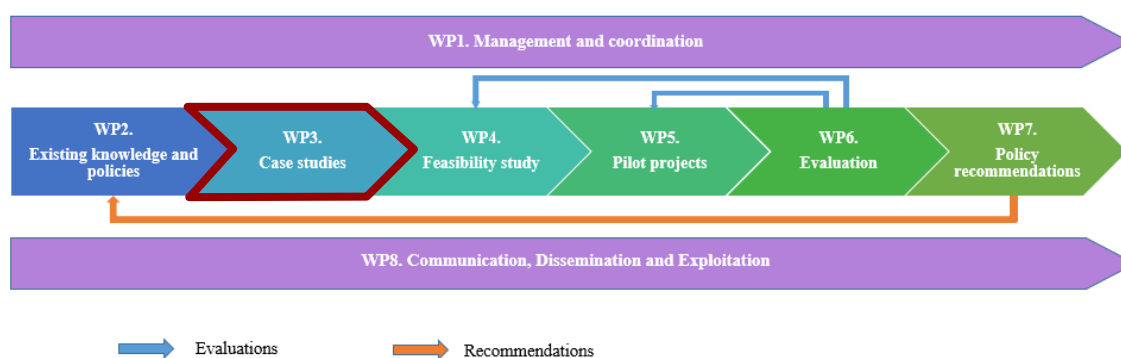 WP1. Management and coordination
WP2.
Existing knowledge and
policies
WP3.
Case studies
WP4.
Feasibility study
WP5.
Pilot projects
WP6.
Evaluation
WP7.
Policy
recommendations
WP8. Communication, Dissemination and Exploitation
Evaluations
Recommendations